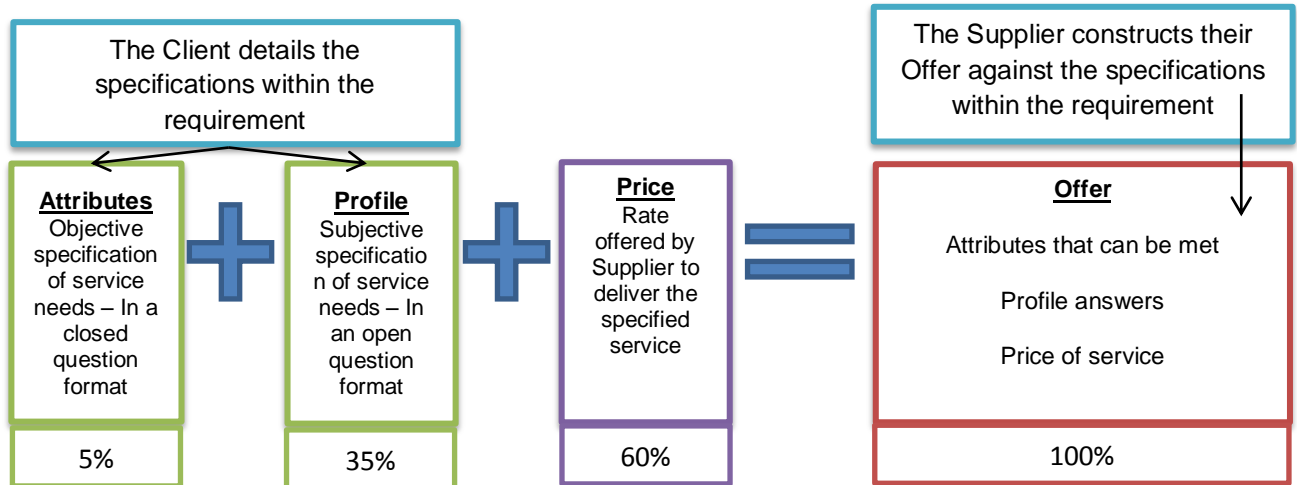 The Client details the
specifications within the
requirement
The Supplier constructs their
Offer against the specifications
within the requirement
Attributes
Objective
specification
of service
needs – In a
closed
question
format
Profile
Subjective
specificatio
n of service
needs – In
an open
question
format
Price
Rate
offered by
Supplier to
deliver the
specified
service
Offer
Attributes that can be met
Profile answers
Price of service
5%
35%
60%
100%